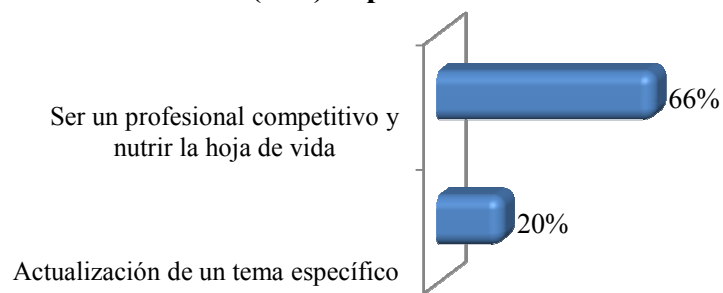 Ser un profesional competitivo y
nutrir la hoja de vida
66%
20%
Actualización de un tema específico